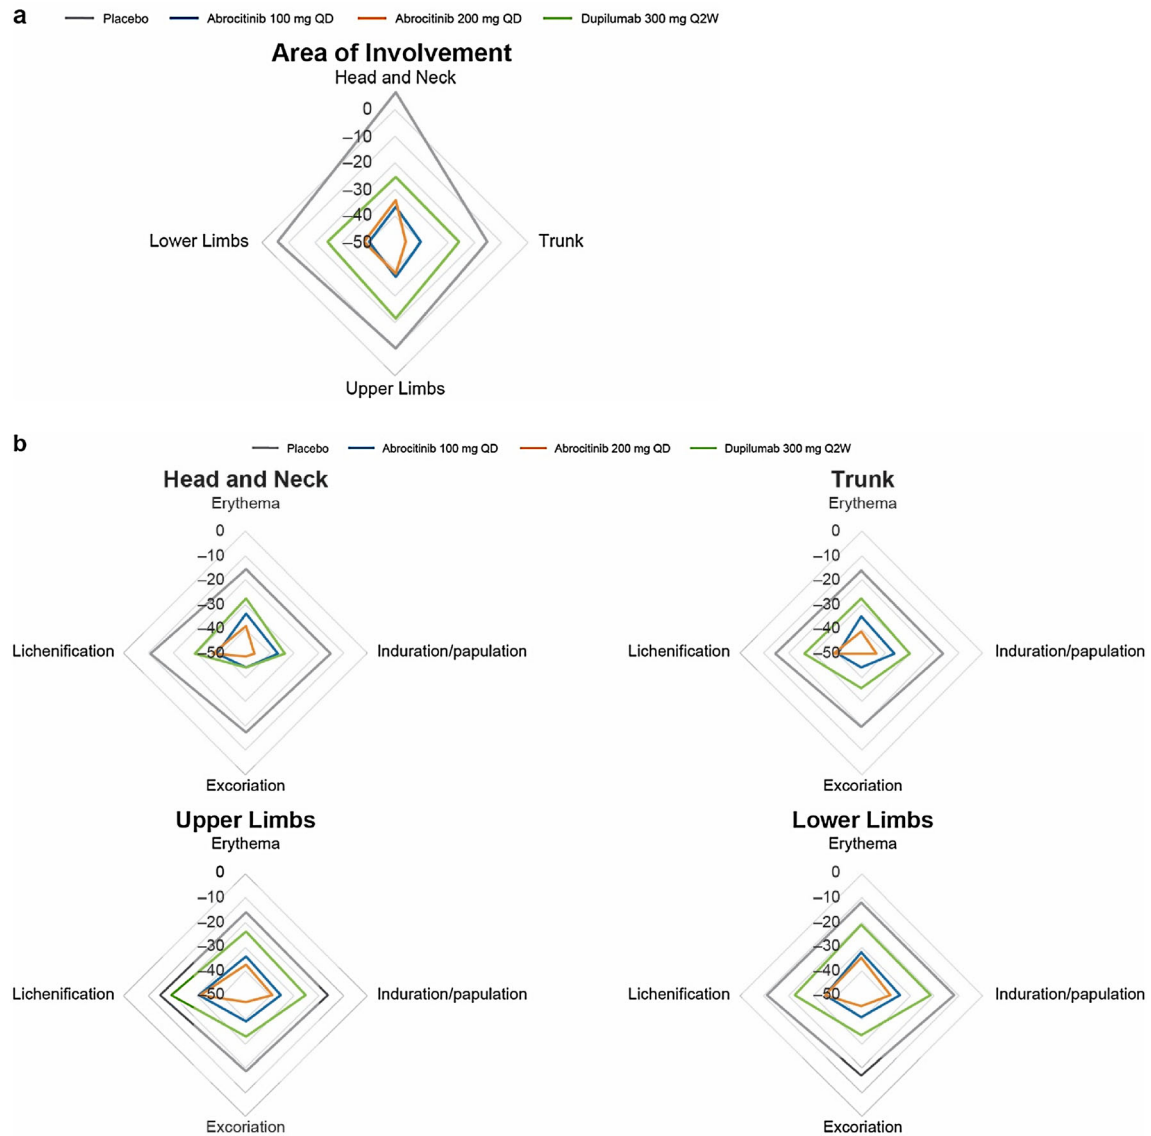 a
Placebo Abrocitinib 100 mg QD Abrocitinib 200 mg QD Dupilumab 300 mg Q2W
Area of Involvement
Head and Neck
0
–10
–20
–30
–40
Lower Limbs –50 Trunk
Upper Limbs
b
Placebo Abrocitinib 100 mg QD Abrocitinib 200 mg QD Dupilumab 300 mg Q2W
Head and Neck
Erythema
0
–10
–20
–30
–40
Lichenification –50 Induration/papulation
Excoriation
Trunk
Erythema
0
–10
–20
–30
–40
Lichenification –50 Induration/papulation
Excoriation
Upper Limbs
Erythema
0
–10
–20
–30
–40
Lichenification –50 Induration/papulation
Excoriation
Lower Limbs
Erythema
0
–10
–20
–30
–40
Lichenification –50 Induration/papulation
Excoriation